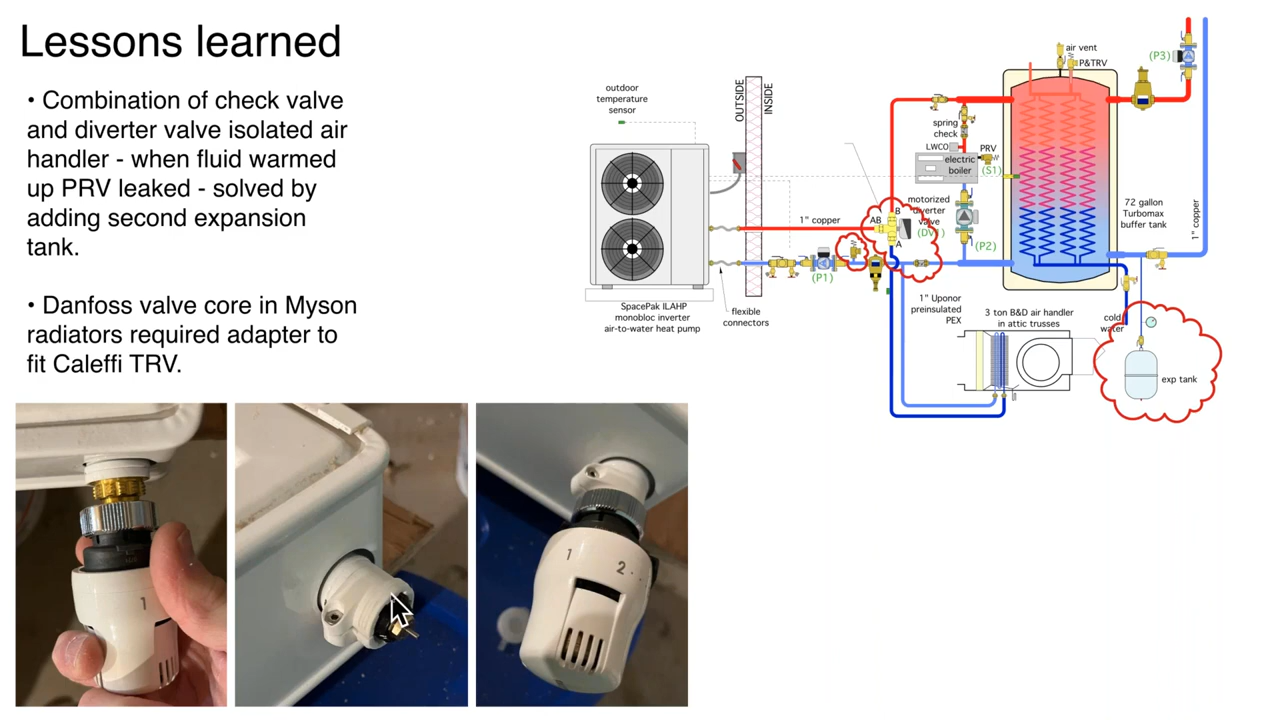 Lessons learned
• Combination of check valve
and diverter valve isolated air
handler - when fluid warmed
up PRV leaked - solved by
adding second expansion
tank.
• Danfoss valve core in Myson
radiators required adapter to
fit Caleffi TRV.
outdoor
temperature
sensor
OUTSIDE
INSIDE
air vent
P&TRV
(P3)
spring
check
LWCO
PRV
electric
boiler
(S1)
motorized
diverter
valve
(DV1)
AB
B
A
1" copper
(P2)
(P1)
72 gallon
Turbomax
buffer tank
1" copper
SpacePak ILAHP
monobloc inverter
air-to-water heat pump
flexible
connectors
1" Uponor
preinsulated
PEX
3 ton B&D air handler
in attic trusses
cold
water
exp tank
1
1
2